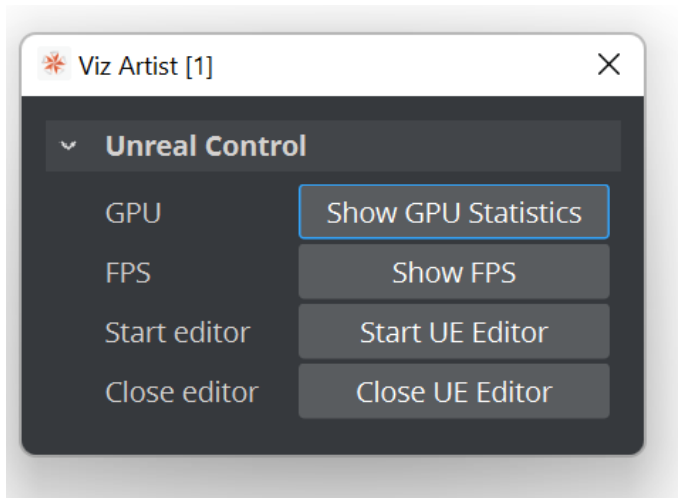 Viz Artist [1]
Unreal Control
GPU Show GPU Statistics
FPS Show FPS
Start editor Start UE Editor
Close editor Close UE Editor